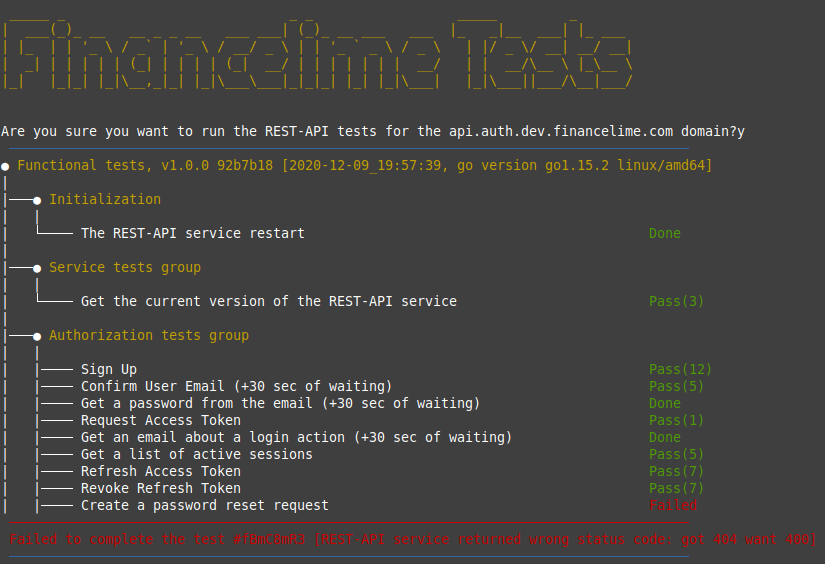 Financelime Tests
Are you sure you want to run the REST-API tests for the api.auth.dev.financelime.com domain?y
Functional tests, v1.0.0 92b7b18 [2020-12-09_19:57:39, go version go1.15.2 linux/amd64]
Initialization
The REST-API service restart Done
Service tests group
Get the current version of the REST-API service Pass(3)
Authorization tests group
Sign Up Pass(12)
Confirm User Email (+30 sec of waiting) Pass(5)
Get a password from the email (+30 sec of waiting) Done
Request Access Token Pass(1)
Get an email about a login action (+30 sec of waiting) Done
Get a list of active sessions Pass(5)
Refresh Access Token Pass(7)
Revoke Refresh Token Pass(7)
Create a password reset request Failed
Failed to complete the test [REST-API service returned wrong status code: got 404 want 400]